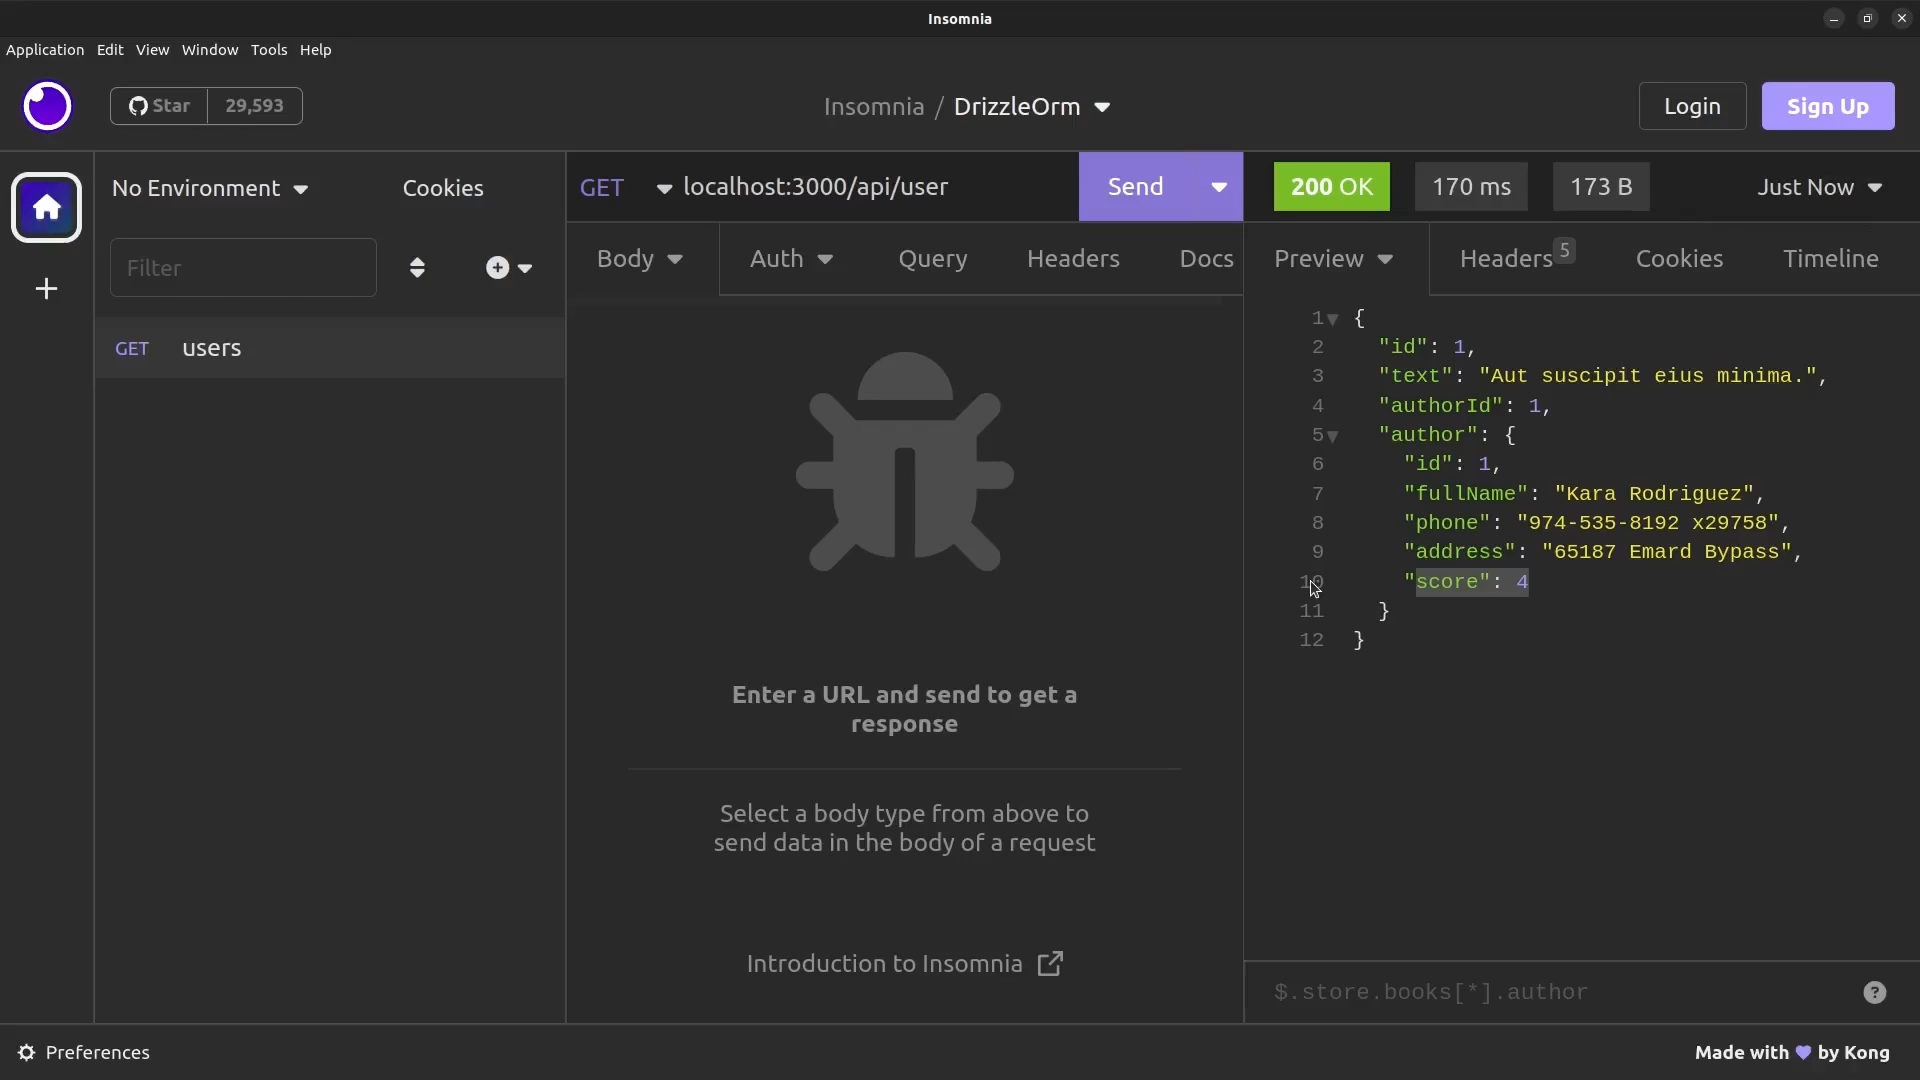 Insomnia
Application Edit View Window Tools Help
Star 29,593
Insomnia / DrizzleOrm
Login Sign Up
No Environment Cookies
GET localhost:3000/api/user Send
200 OK 170 ms 173 B Just Now
Filter
Body Auth Query Headers Docs
Preview Headers 5 Cookies Timeline
GET users
Enter a URL and send to get a
response
Select a body type from above to
send data in the body of a request
Introduction to Insomnia
1 {
2 "id": 1,
3 "text": "Aut suscipit eius minima.",
4 "authorId": 1,
5 "author": {
6 "id": 1,
7 "fullName": "Kara Rodriguez",
8 "phone": "974-535-8192 x29758",
9 "address": "65187 Emard Bypass",
10 "score": 4
11 }
12 }
$.store.books[*].author ?
Preferences
Made with 💜 by Kong